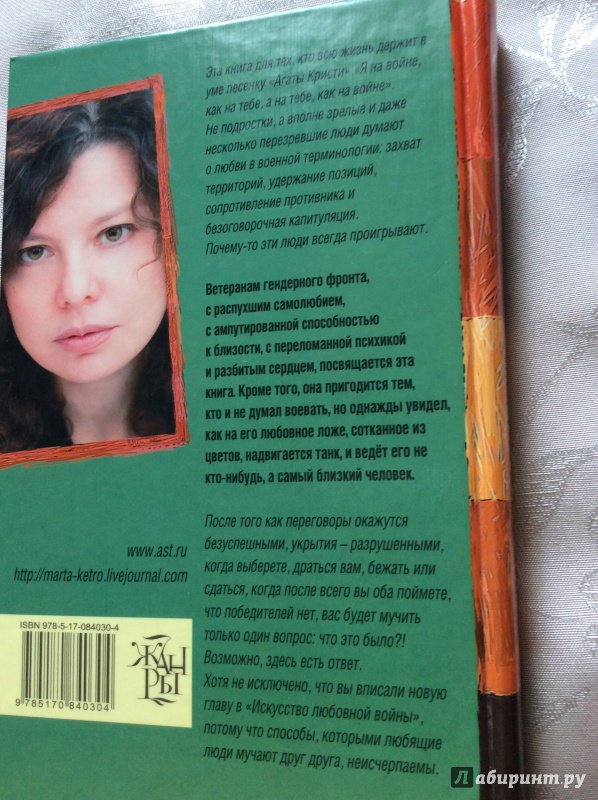 Эта книга для тех, кто всю жизнь держит в
уме песенку «Агаты Кристи» «Я на войне,
как на тебе, а на тебе, как на войне».
Не подростки, а вполне зрелые и даже
несколько перезревшие люди думают
о любви в военной терминологии: захват
территорий, удержание позиций,
сопротивление противника и
безоговорочная капитуляция.
Почему-то эти люди всегда проигрывают.
Ветеранам гендерного фронта,
с распухшим самолюбием,
с ампутированной способностью
к близости, с переломанной психикой
и разбитым сердцем, посвящается эта
книга. Кроме того, она пригодится тем,
кто и не думал воевать, но однажды увидел,
как на его любовное ложе, сотканное из
цветов, надвигается танк, и ведёт его не
кто-нибудь, а самый близкий человек.
После того как переговоры окажутся
безуспешными, укрытия – разрушенными,
когда выберете, драться вам, бежать или
сдаться, когда после всего вы оба поймете,
что победителей нет, вас будет мучить
только один вопрос: что это было?!
Возможно, здесь есть ответ.
Хотя не исключено, что вы вписали новую
главу в «Искусство любовной войны»,
потому что способы, которыми любящие
люди мучают друг друга, неисчерпаемы.
www.ast.ru
http://marta-ketro.livejournal.com
ISBN 978-5-17-084030-4
9 785170 840304
ЖАН
РЫ
Лабиринт.ру